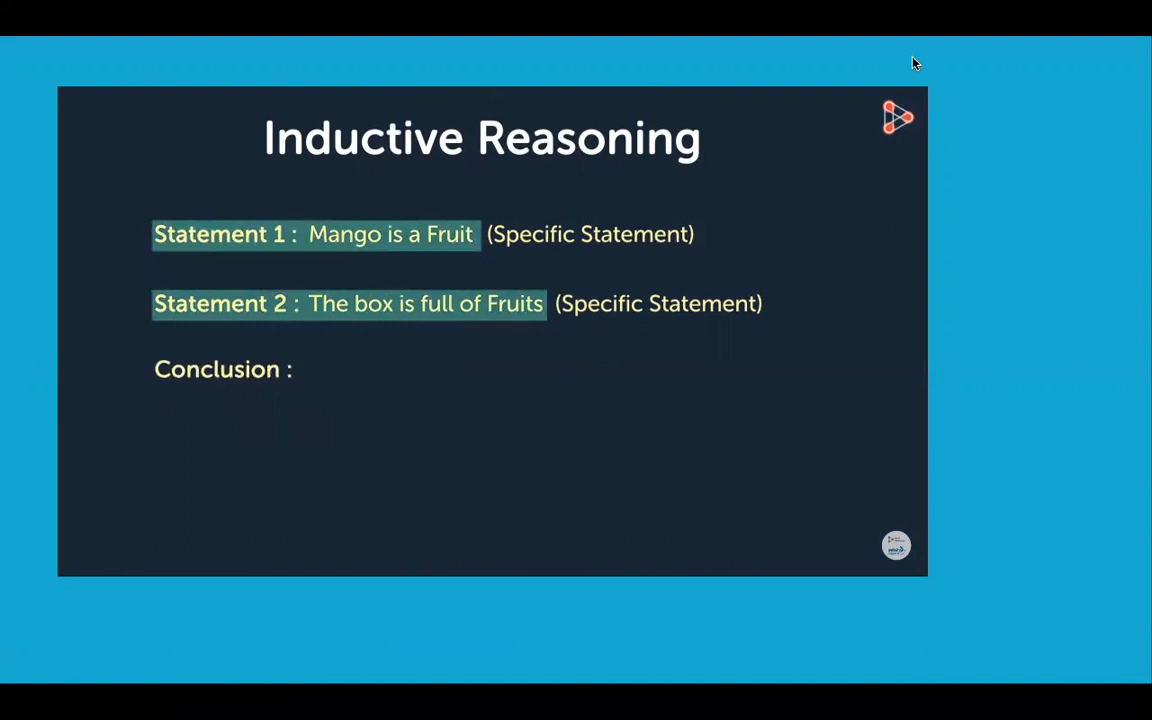 Inductive Reasoning
Statement 1 : Mango is a Fruit (Specific Statement)
Statement 2 : The box is full of Fruits (Specific Statement)
Conclusion :